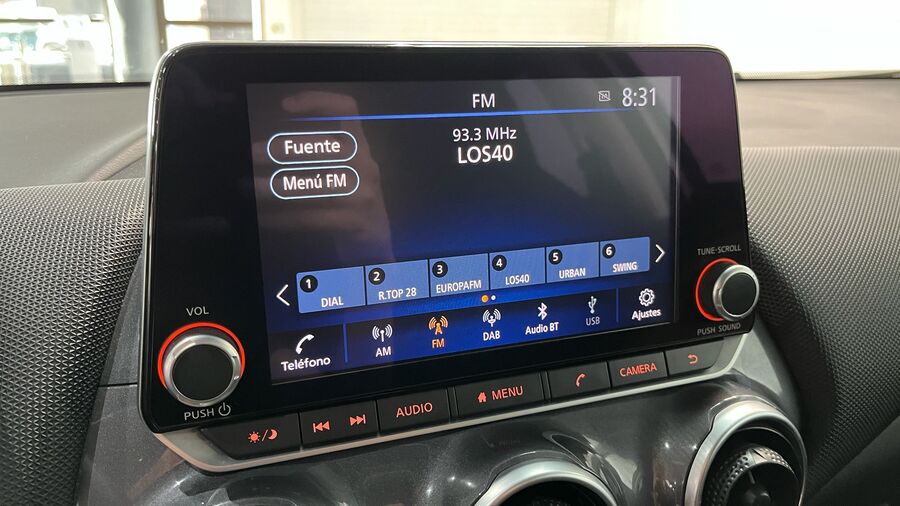 FM
8:31
93.3 MHz
LOS40
Fuente
Menú FM
1 DIAL
2 R.TOP 28
3 EUROPAFM
4 LOS40
5 URBAN
6 SWING
Teléfono
AM
FM
DAB
Audio BT
USB
Ajustes
VOL
PUSH
TUNE·SCROLL
PUSH SOUND
AUDIO
MENU
CAMERA